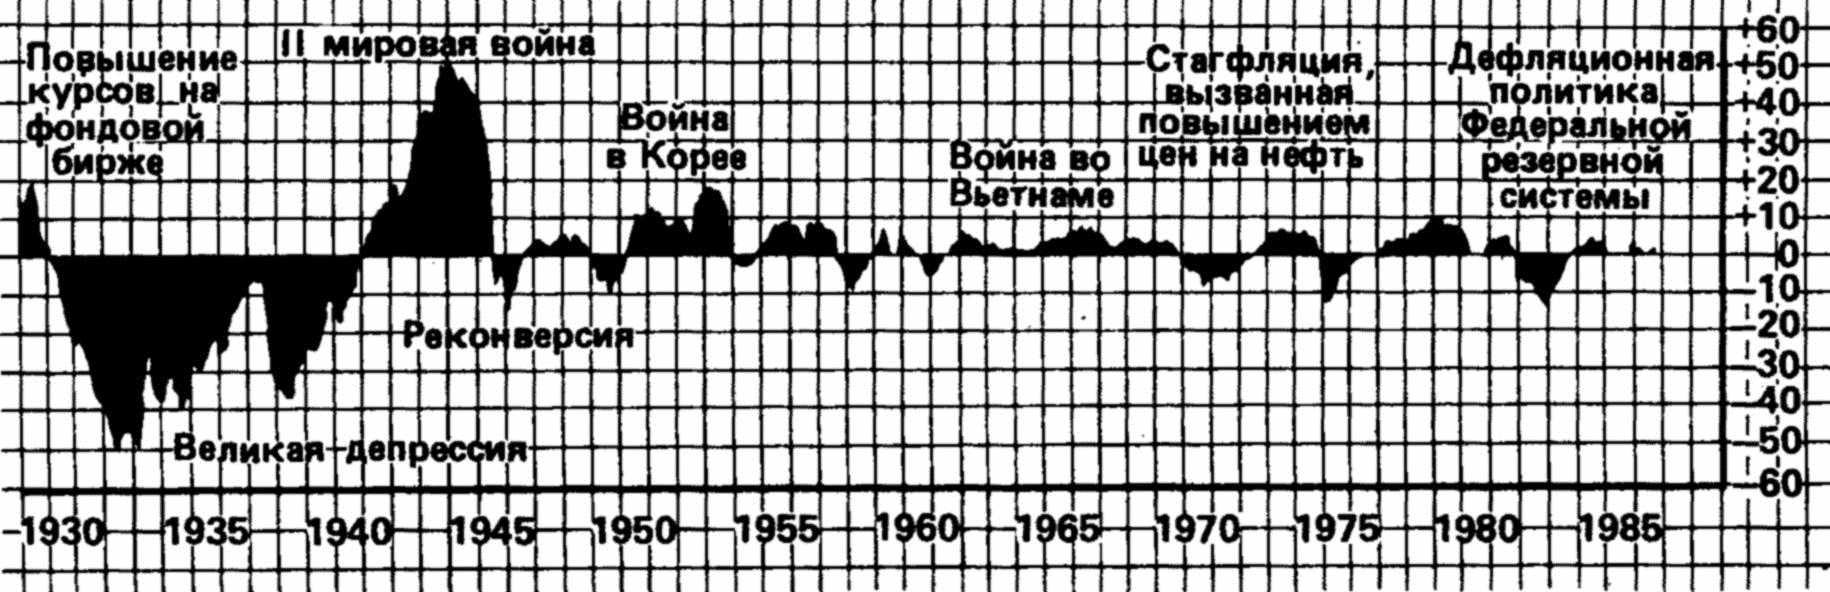 Повышение
курсов на
фондовой
бирже
II мировая война
Война
в Корее
Война во
Вьетнаме
Стагфляция,
вызванная
повышением
цен на нефть
Дефляционная
политика
Федеральной
резервной
системы
Реконверсия
Великая депрессия
+60
+50
+40
+30
+20
+10
0
-10
-20
-30
-40
-50
-60
1930 1935 1940 1945 1950 1955 1960 1965 1970 1975 1980 1985